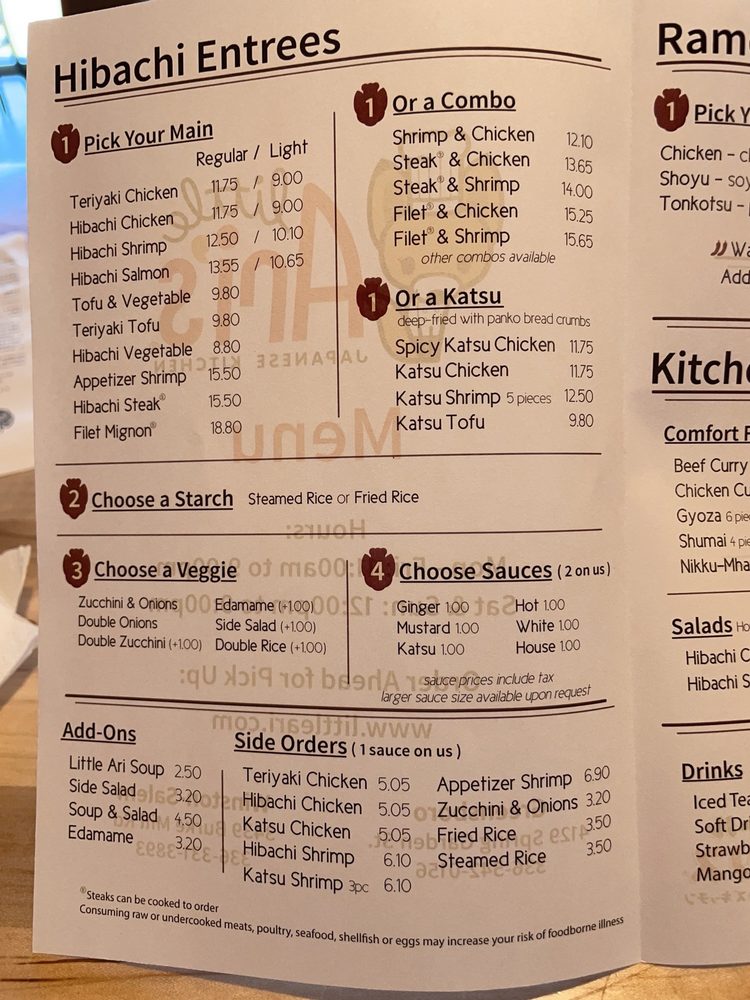 Hibachi Entrees
1 Pick Your Main
Regular / Light
Teriyaki Chicken 11.75 / 9.00
Hibachi Chicken 11.75 / 9.00
Hibachi Shrimp 12.50 / 10.10
Hibachi Salmon 13.55 / 10.65
Tofu & Vegetable 9.80
Teriyaki Tofu 9.80
Hibachi Vegetable 8.80
Appetizer Shrimp 15.50
Hibachi Steak® 15.50
Filet Mignon® 18.80
1 Or a Combo
Shrimp & Chicken 12.10
Steak® & Chicken 13.65
Steak® & Shrimp 14.00
Filet® & Chicken 15.25
Filet® & Shrimp 15.65
other combos available
1 Or a Katsu
deep-fried with panko bread crumbs
Spicy Katsu Chicken 11.75
Katsu Chicken 11.75
Katsu Shrimp 5 pieces 12.50
Katsu Tofu 9.80
2 Choose a Starch Steamed Rice or Fried Rice
3 Choose a Veggie
Zucchini & Onions Edamame (+1.00)
Double Onions Side Salad (+1.00)
Double Zucchini (+1.00) Double Rice (+1.00)
4 Choose Sauces (2 on us)
Ginger 1.00 Hot 1.00
Mustard 1.00 White 1.00
Katsu 1.00 House 1.00
sauce prices include tax
larger sauce size available upon request
Add-Ons
Little Ari Soup 2.50
Side Salad 3.20
Soup & Salad 4.50
Edamame 3.20
Side Orders (1 sauce on us)
Teriyaki Chicken 5.05
Hibachi Chicken 5.05
Katsu Chicken 5.05
Hibachi Shrimp 6.10
Katsu Shrimp 3pc 6.10
Appetizer Shrimp 6.90
Zucchini & Onions 3.20
Fried Rice 3.50
Steamed Rice 3.50
®Steaks can be cooked to order
Consuming raw or undercooked meats, poultry, seafood, shellfish or eggs may increase your risk of foodborne illness
1 Pick Y
Chicken – c
Shoyu – soy
Tonkotsu –
Add
Comfort F
Beef Curry
Chicken Cu
Gyoza 6 pie
Shumai 4 pie
Nikku-Mha
Salads Ho
Hibachi C
Hibachi S
Drinks
Iced Tea
Soft Dri
Strawb
Mango